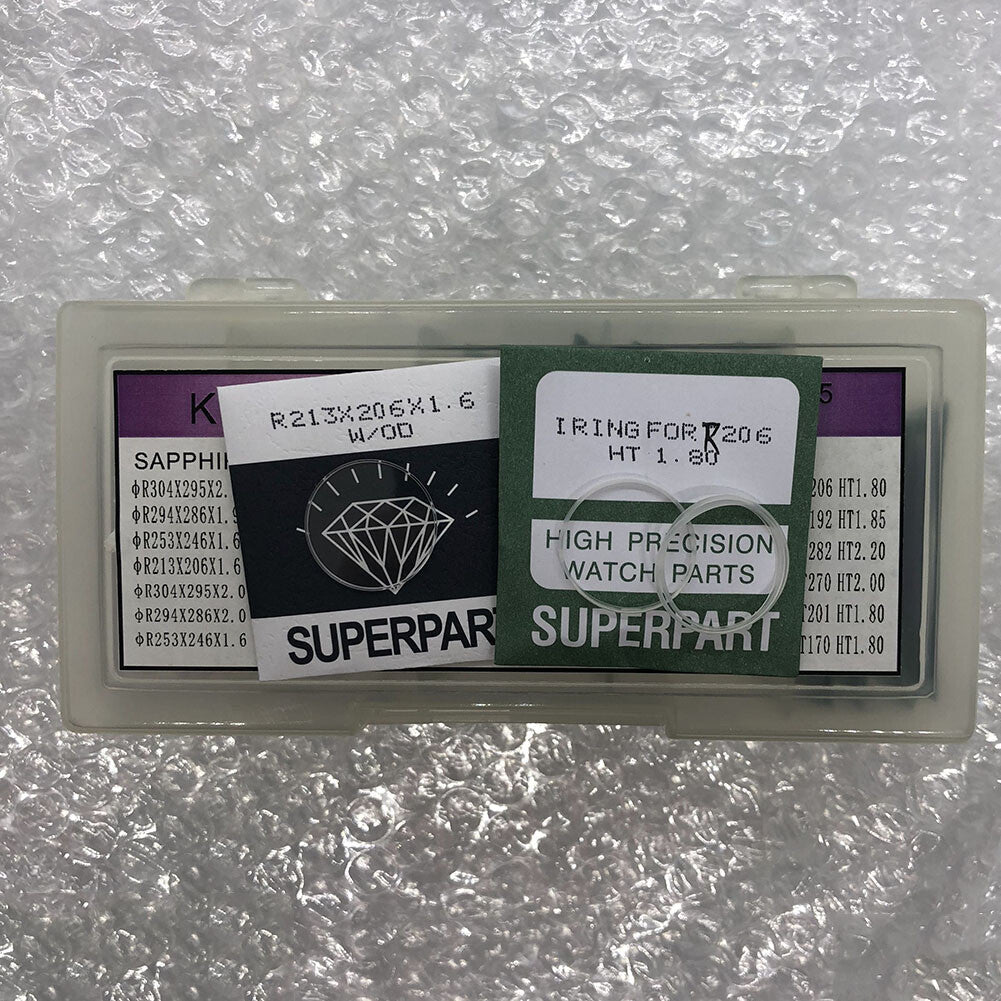 K
5
SAPPHI
ΦR304X295X2.
ΦR294X286X1.9
ΦR253X246X1.6
ΦR213X206X1.6
ΦR304X295X2.0
ΦR294X286X2.0
ΦR253X246X1.6
R213X206X1.6
W/OD
SUPERPART
IRING FOR R206
HT 1.80
HIGH PRECISION
WATCH PARTS
SUPERPART
206 HT1.80
192 HT1.85
282 HT2.20
270 HT2.00
T201 HT1.80
T170 HT1.80